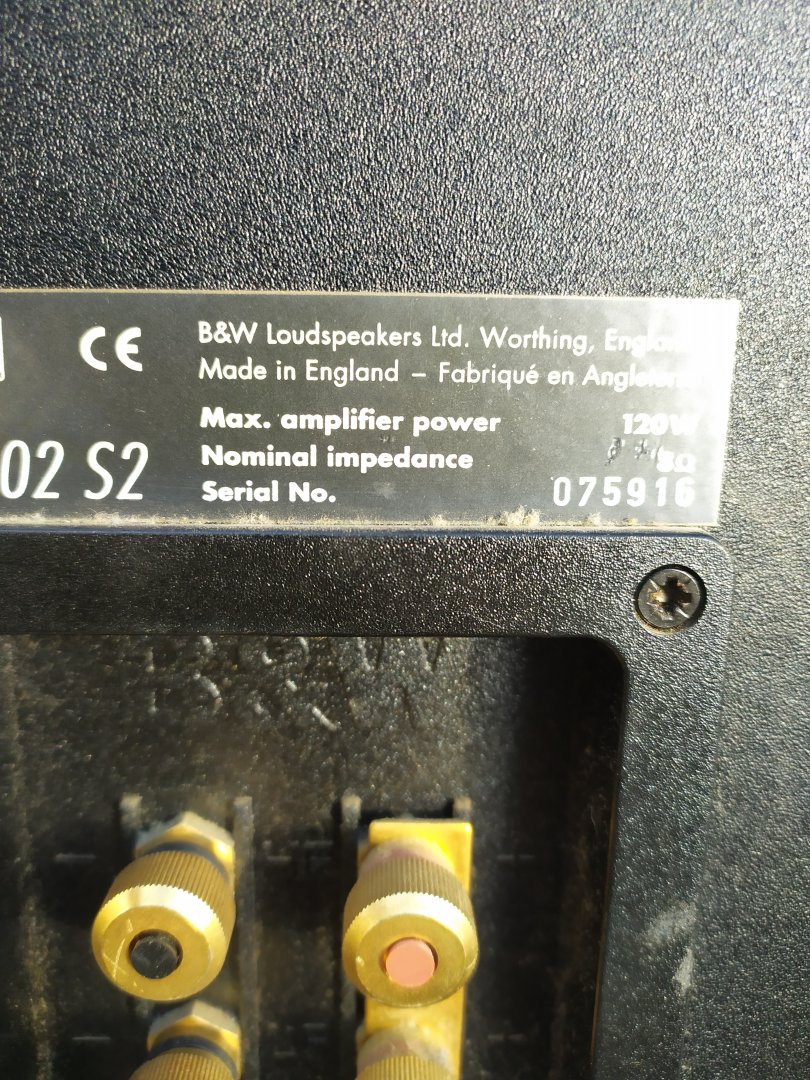 CE
B&W Loudspeakers Ltd. Worthing, England
Made in England – Fabriqué en Angleterre
Max. amplifier power 120W
Nominal impedance 8Ω
02 S2
Serial No. 075916